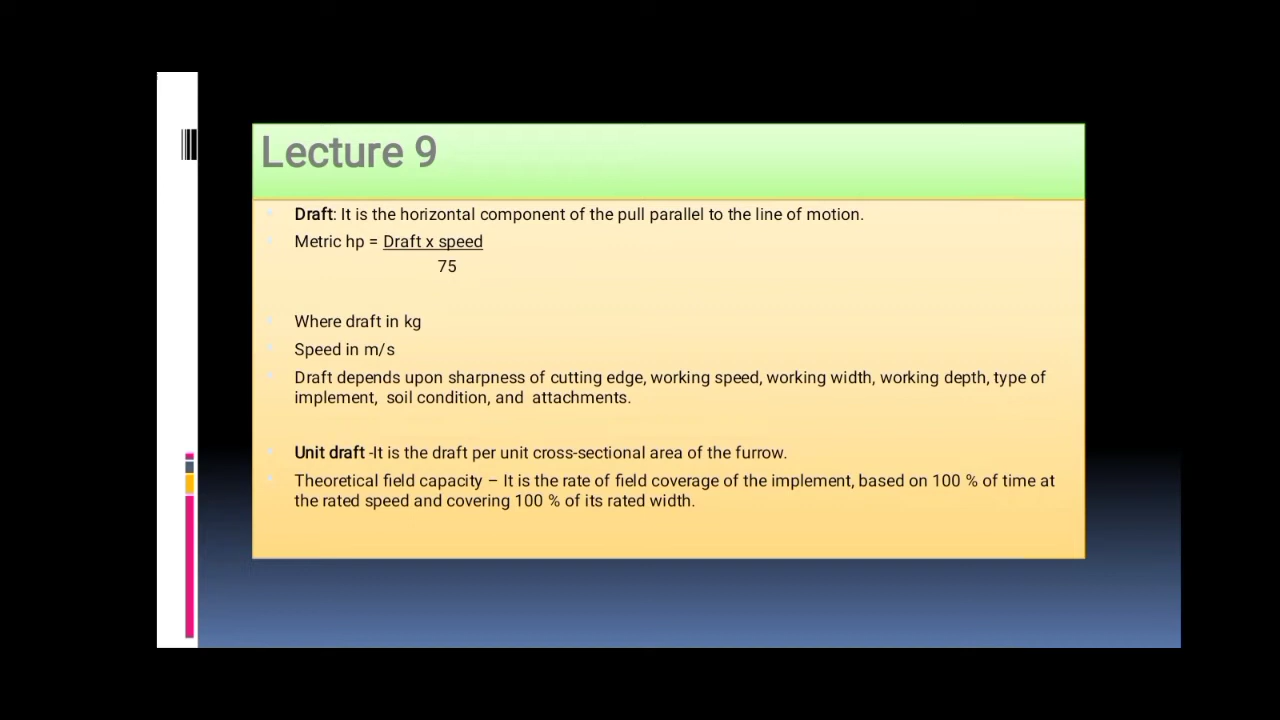 Lecture 9
Draft: It is the horizontal component of the pull parallel to the line of motion.
Metric hp = Draft x speed
75
Where draft in kg
Speed in m/s
Draft depends upon sharpness of cutting edge, working speed, working width, working depth, type of
implement,  soil condition, and  attachments.
Unit draft -It is the draft per unit cross-sectional area of the furrow.
Theoretical field capacity – It is the rate of field coverage of the implement, based on 100 % of time at
the rated speed and covering 100 % of its rated width.